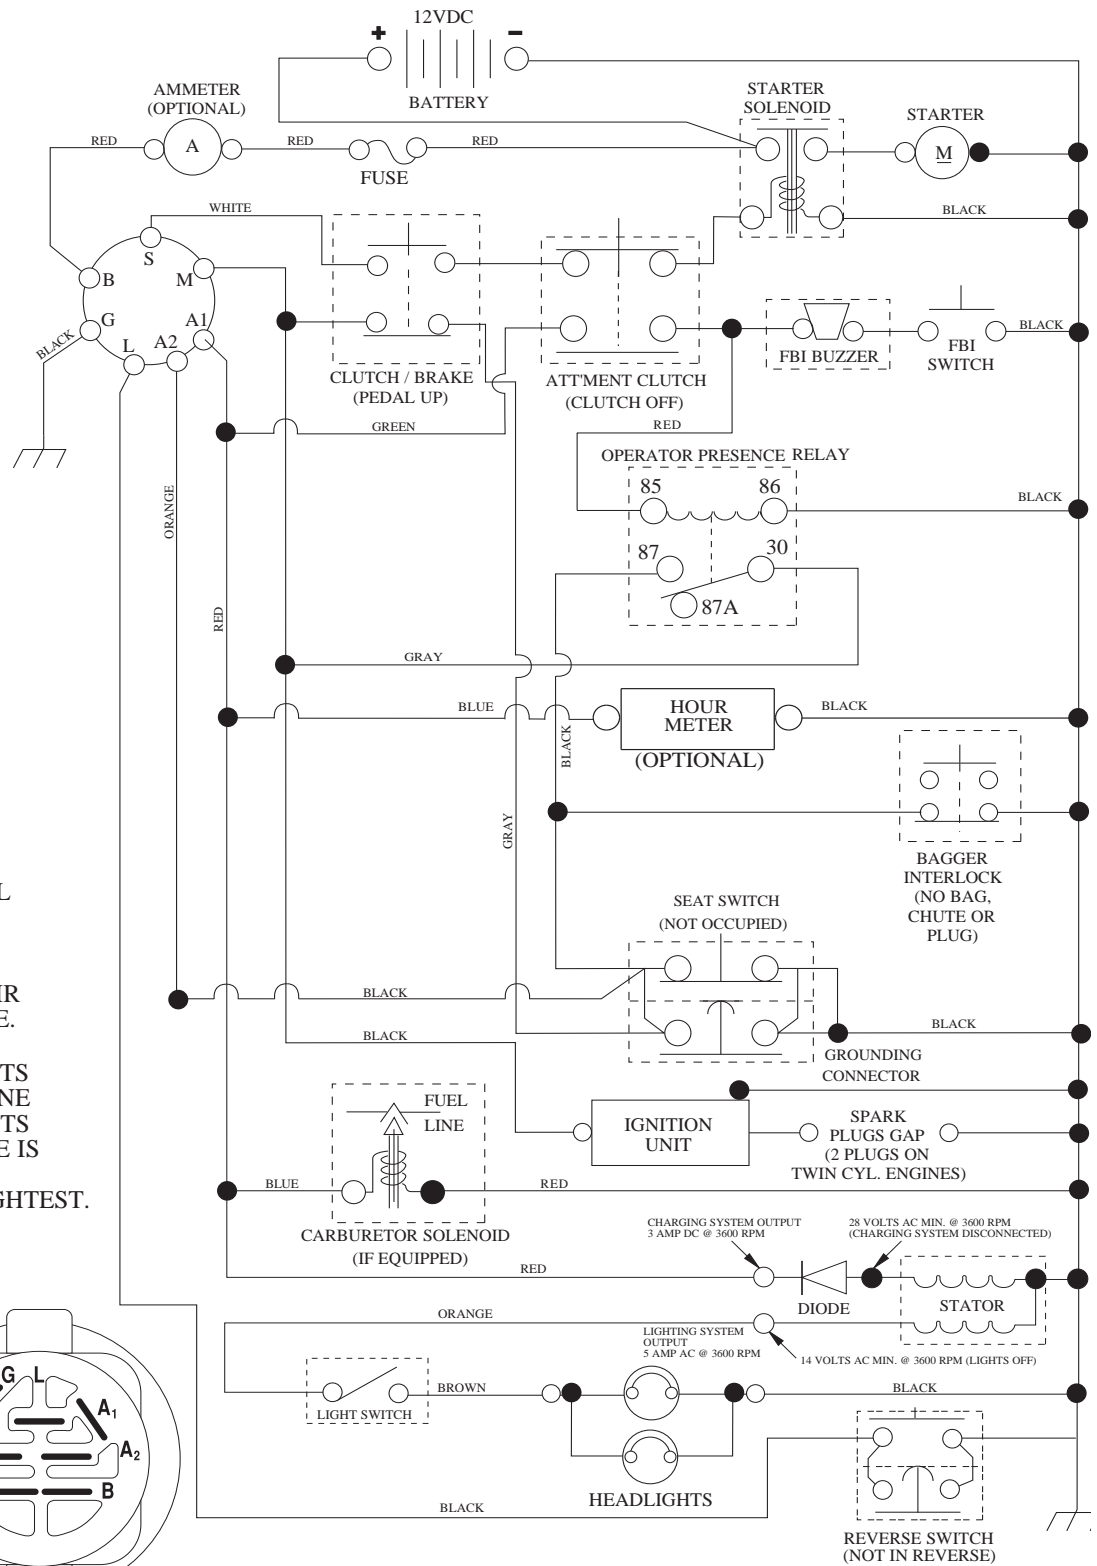 12VDC
+
-
BATTERY
AMMETER
(OPTIONAL)
RED
A
RED
FUSE
RED
STARTER
SOLENOID
STARTER
M
BLACK
WHITE
S
B
M
G
A1
L
A2
BLACK
CLUTCH / BRAKE
(PEDAL UP)
ATT'MENT CLUTCH
(CLUTCH OFF)
FBI BUZZER
FBI
SWITCH
BLACK
GREEN
RED
OPERATOR PRESENCE RELAY
85
86
BLACK
87
30
87A
ORANGE
RED
GRAY
BLUE
HOUR
METER
(OPTIONAL)
BLACK
BLACK
GRAY
BAGGER
INTERLOCK
(NO BAG,
CHUTE OR
PLUG)
L
SEAT SWITCH
(NOT OCCUPIED)
IR
E.
BLACK
BLACK
BLACK
GROUNDING
CONNECTOR
TS
NE
TS
E IS
GHTEST.
FUEL
LINE
IGNITION
UNIT
SPARK
PLUGS GAP
(2 PLUGS ON
TWIN CYL. ENGINES)
BLUE
RED
CARBURETOR SOLENOID
(IF EQUIPPED)
CHARGING SYSTEM OUTPUT
3 AMP DC @ 3600 RPM
28 VOLTS AC MIN. @ 3600 RPM
(CHARGING SYSTEM DISCONNECTED)
RED
DIODE
STATOR
ORANGE
LIGHTING SYSTEM
OUTPUT
5 AMP AC @ 3600 RPM
14 VOLTS AC MIN. @ 3600 RPM (LIGHTS OFF)
BROWN
LIGHT SWITCH
BLACK
G L
A1
A2
B
HEADLIGHTS
BLACK
REVERSE SWITCH
(NOT IN REVERSE)